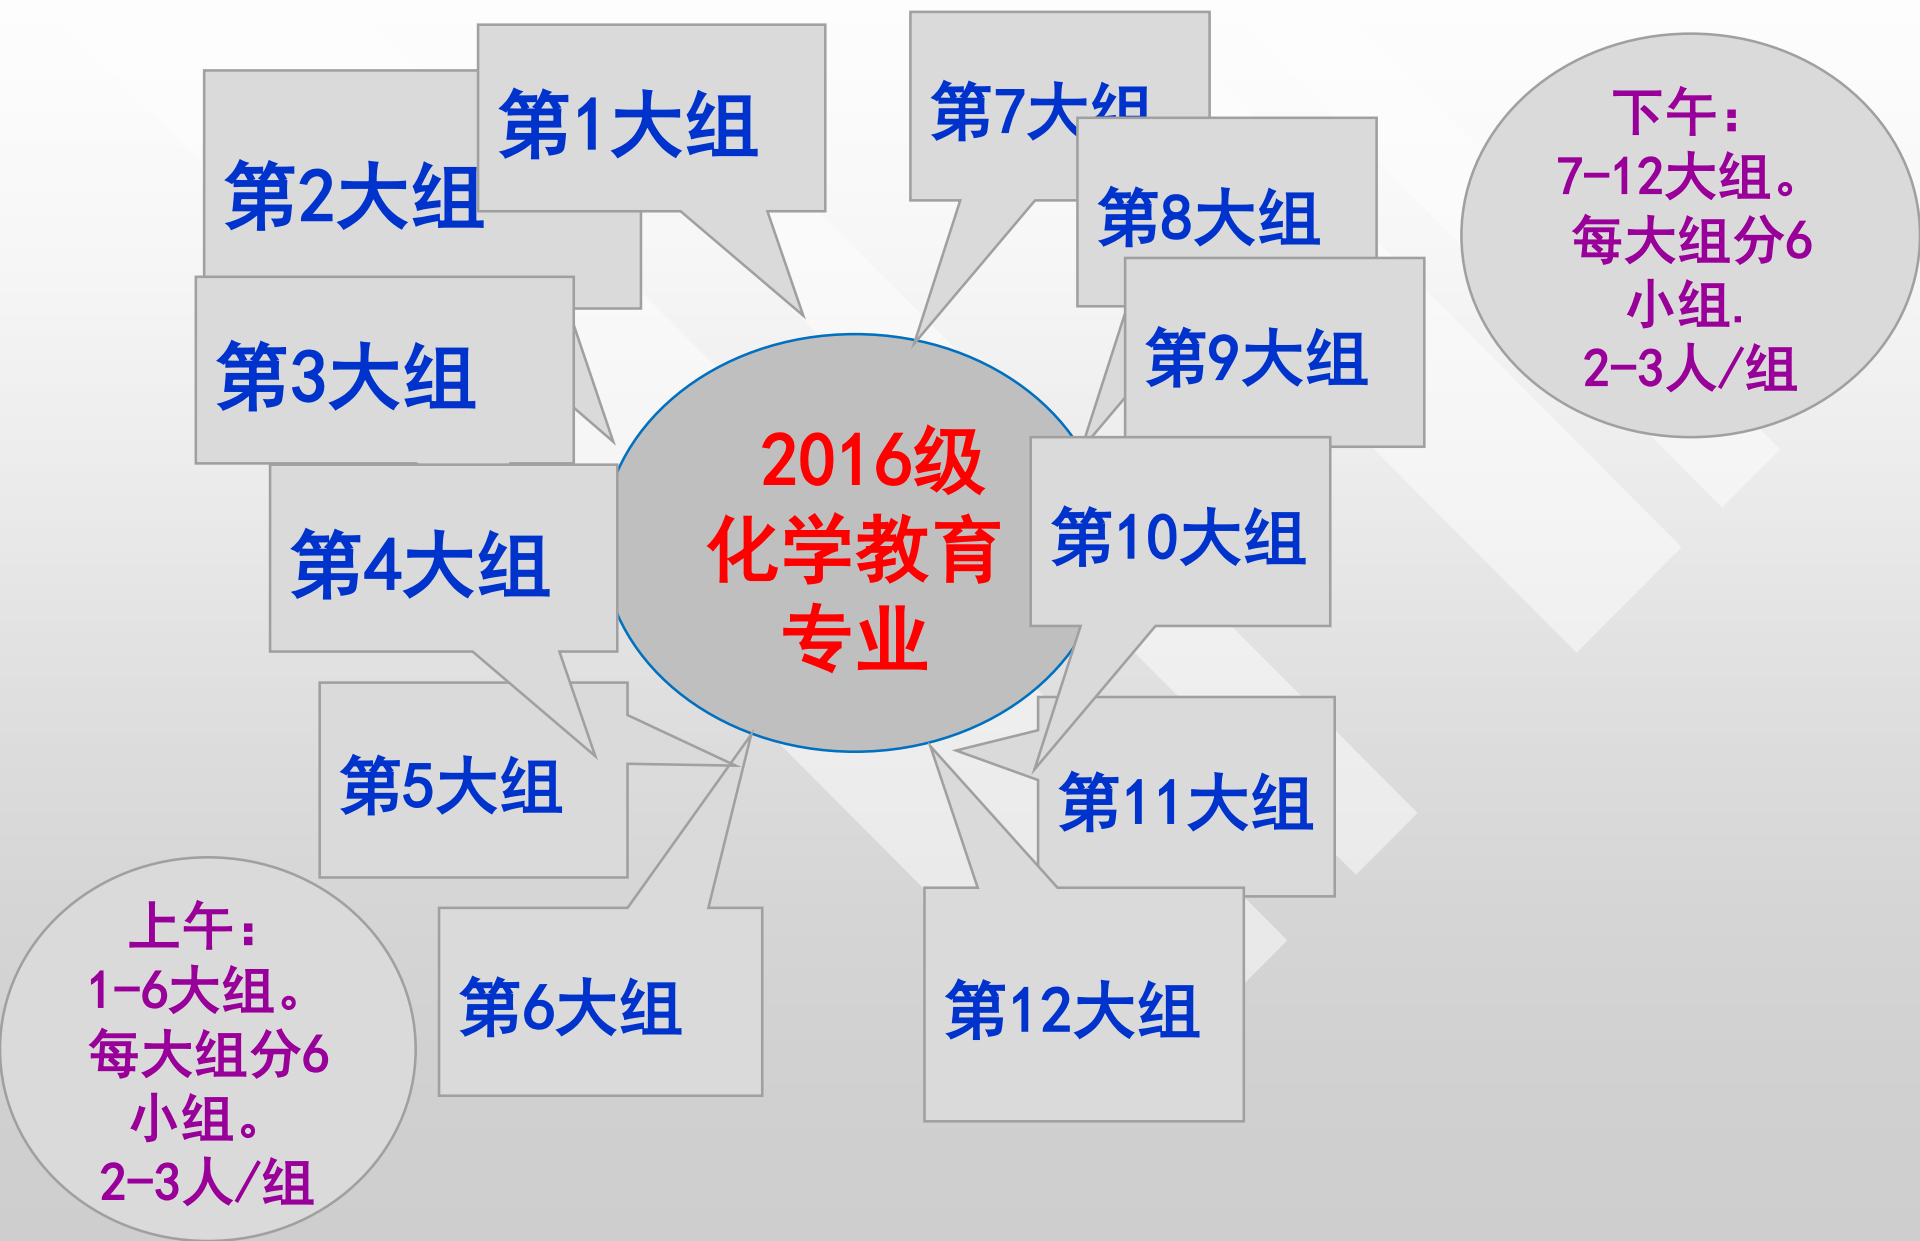 第1大组
第2大组
第3大组
第4大组
第5大组
第6大组
第7大组
第8大组
第9大组
第10大组
第11大组
第12大组
2016级
化学教育
专业
下午：
7-12大组。
每大组分6
小组.
2-3人/组
上午：
1-6大组。
每大组分6
小组。
2-3人/组